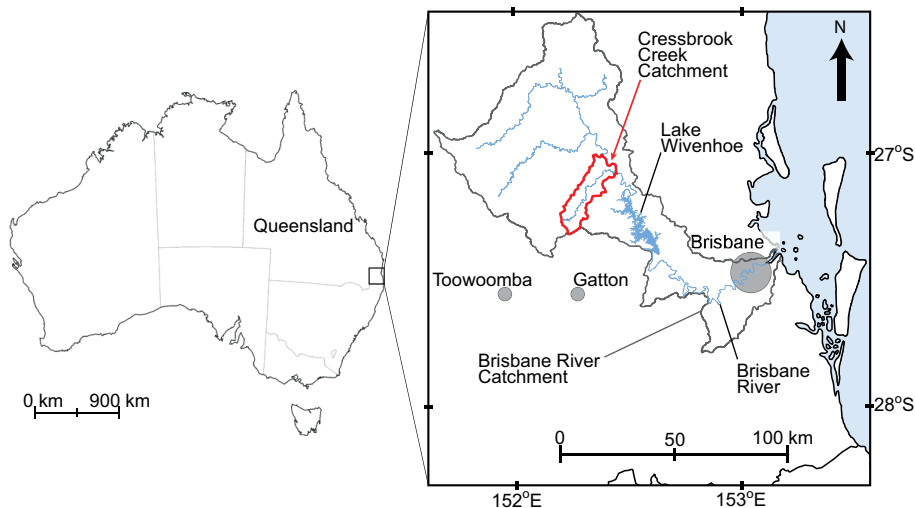 Queensland
0 km 900 km
N
Cressbrook
Creek
Catchment
Lake
Wivenhoe
27°S
Brisbane
Toowoomba
Gatton
Brisbane River
Catchment
Brisbane
River
28°S
0 50 100 km
152°E 153°E